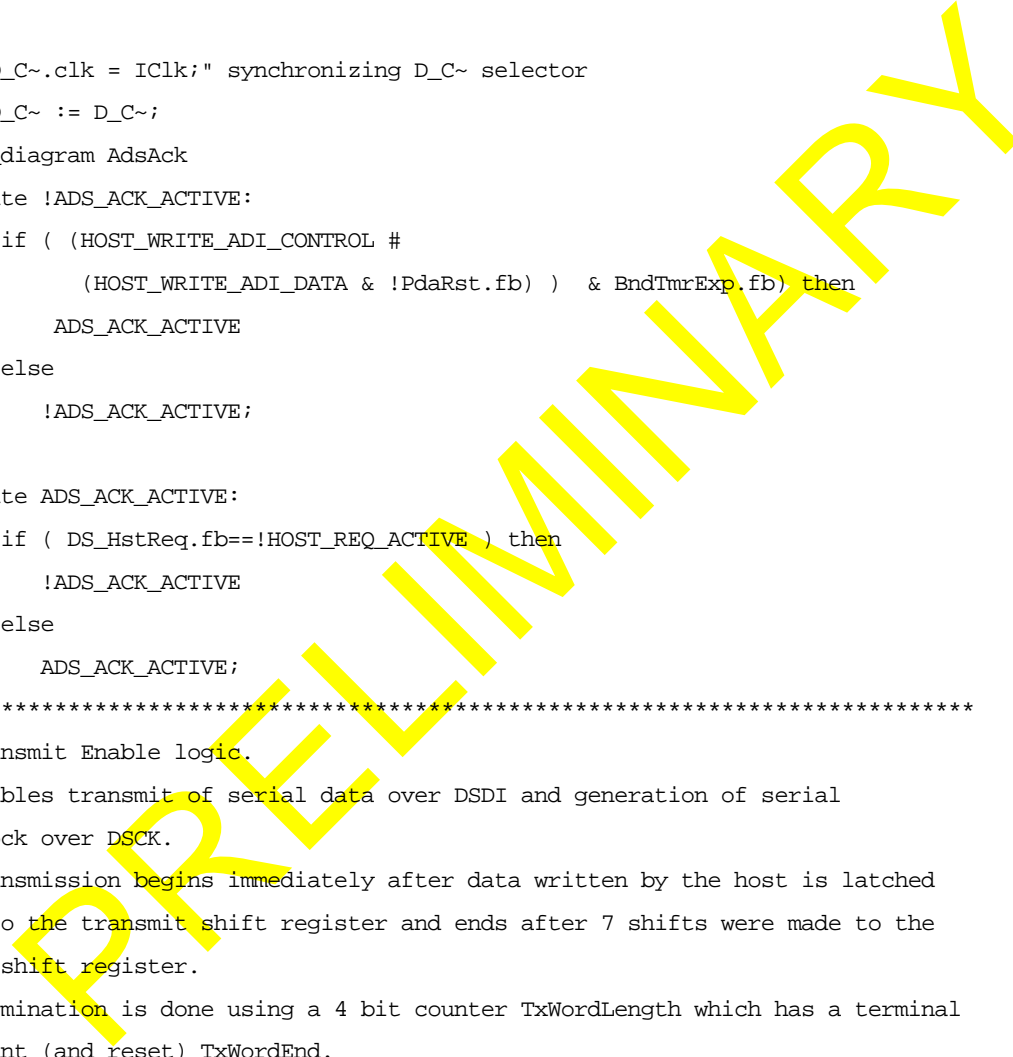 _C~.clk = IClk;" synchronizing D_C~ selector
_C~ := D_C~;
diagram AdsAck
te !ADS_ACK_ACTIVE:
if ( (HOST_WRITE_ADI_CONTROL #
(HOST_WRITE_ADI_DATA & !PdaRst.fb) ) & BndTmrExp.fb) then
ADS_ACK_ACTIVE
else
!ADS_ACK_ACTIVE;
te ADS_ACK_ACTIVE:
if ( DS_HstReq.fb==!HOST_REQ_ACTIVE ) then
!ADS_ACK_ACTIVE
else
ADS_ACK_ACTIVE;
*************************************************************************
nsmit Enable logic.
bles transmit of serial data over DSDI and generation of serial
ck over DSCK.
nsmission begins immediately after data written by the host is latched
o the transmit shift register and ends after 7 shifts were made to the
shift register.
mination is done using a 4 bit counter TxWordLength which has a terminal
nt (and reset) TxWordEnd.
PRELIMINARY